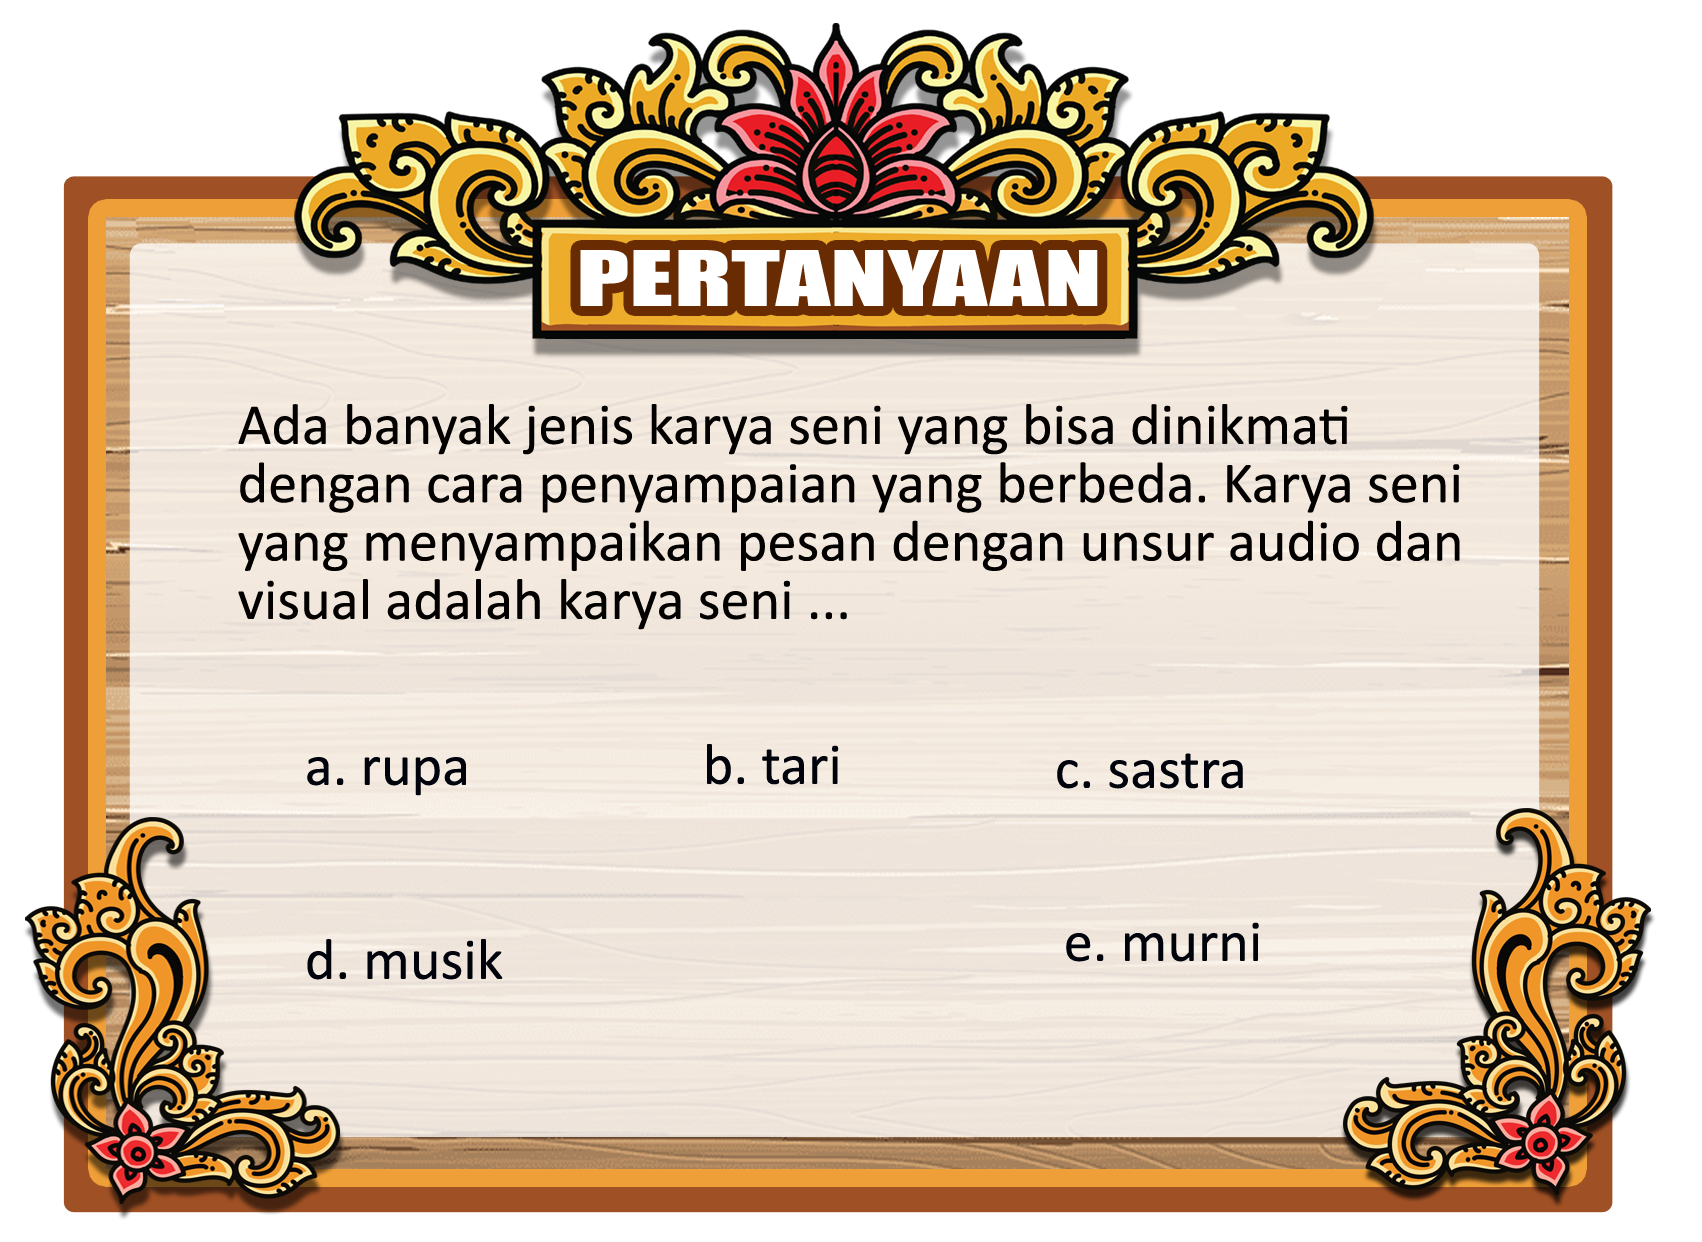 PERTANYAAN
Ada banyak jenis karya seni yang bisa dinikmati
dengan cara penyampaian yang berbeda. Karya seni
yang menyampaikan pesan dengan unsur audio dan
visual adalah karya seni ...
a. rupa b. tari c. sastra
d. musik e. murni